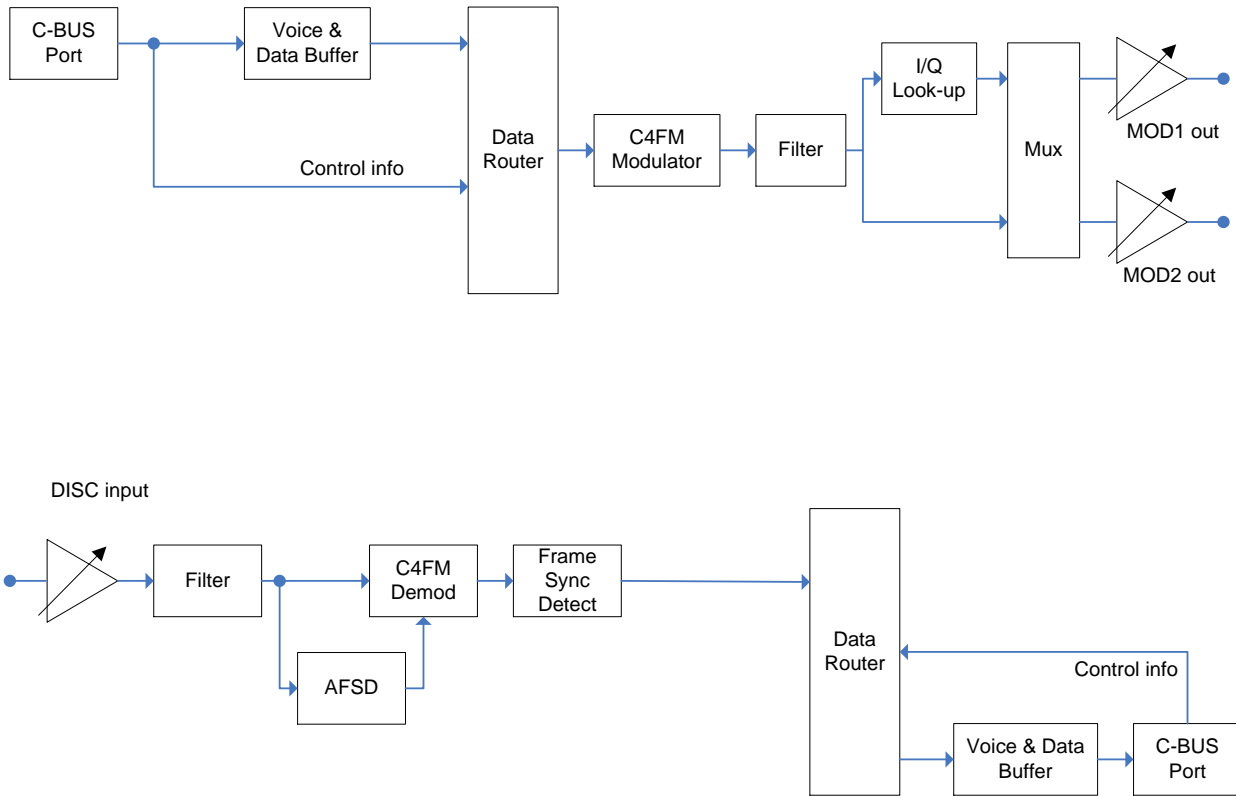 C-BUS
Port
Voice &
Data Buffer
Control info
Data
Router
C4FM
Modulator
Filter
I/Q
Look-up
Mux
MOD1 out
MOD2 out
DISC input
Filter
AFSD
C4FM
Demod
Frame
Sync
Detect
Data
Router
Control info
Voice & Data
Buffer
C-BUS
Port